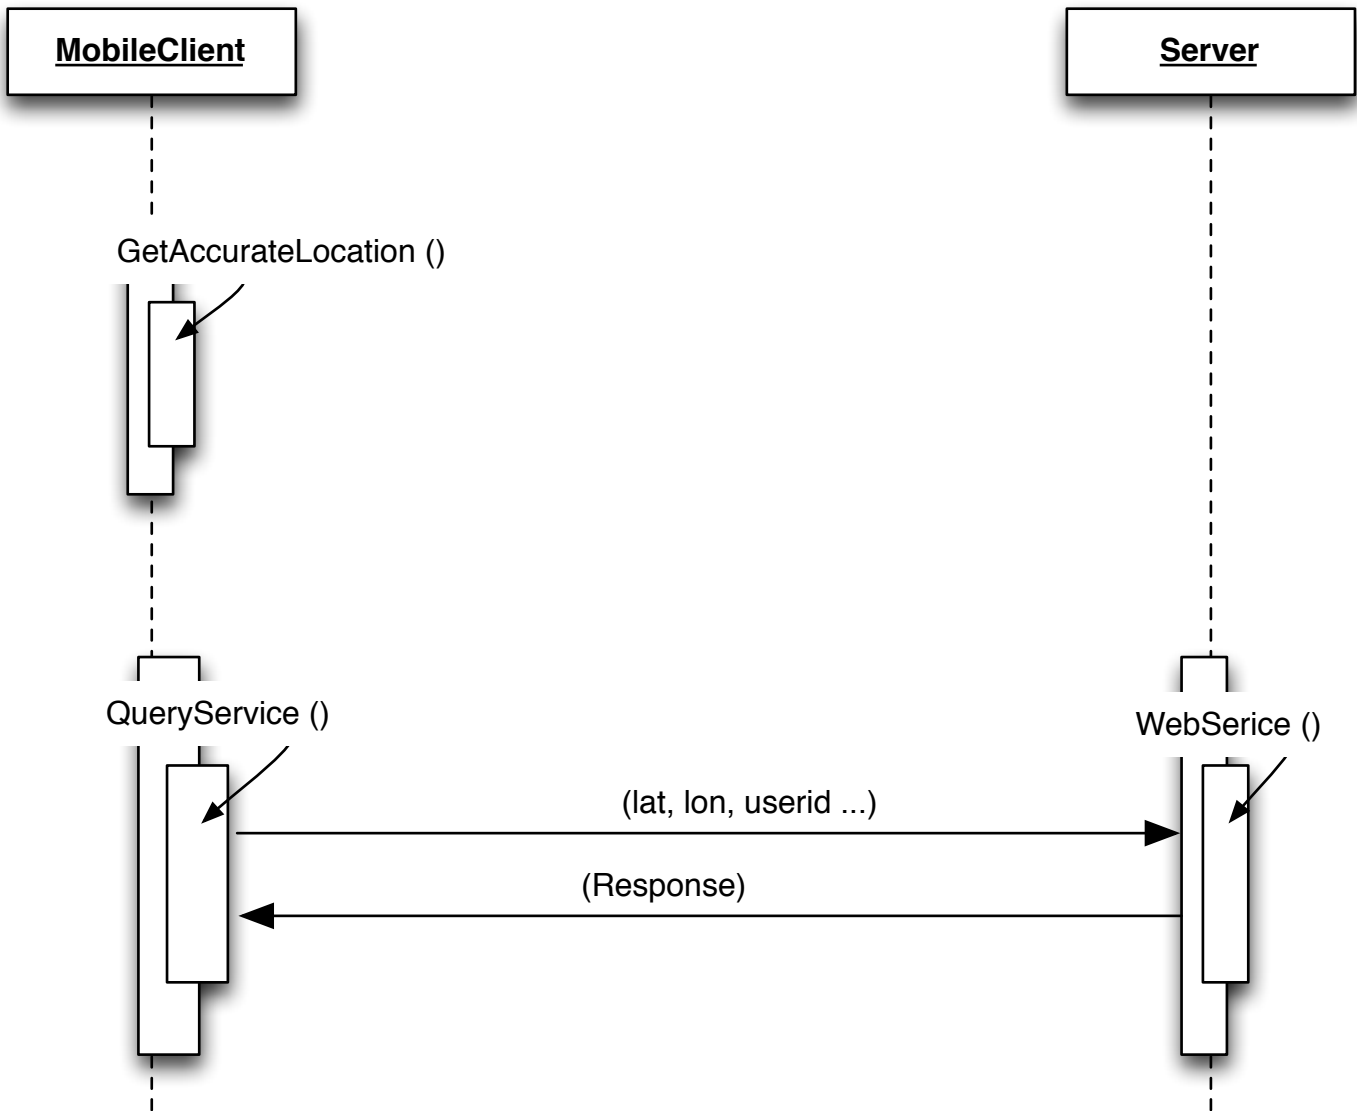 MobileClient
Server
GetAccurateLocation ()
QueryService ()
WebSerice ()
(lat, lon, userid ...)
(Response)